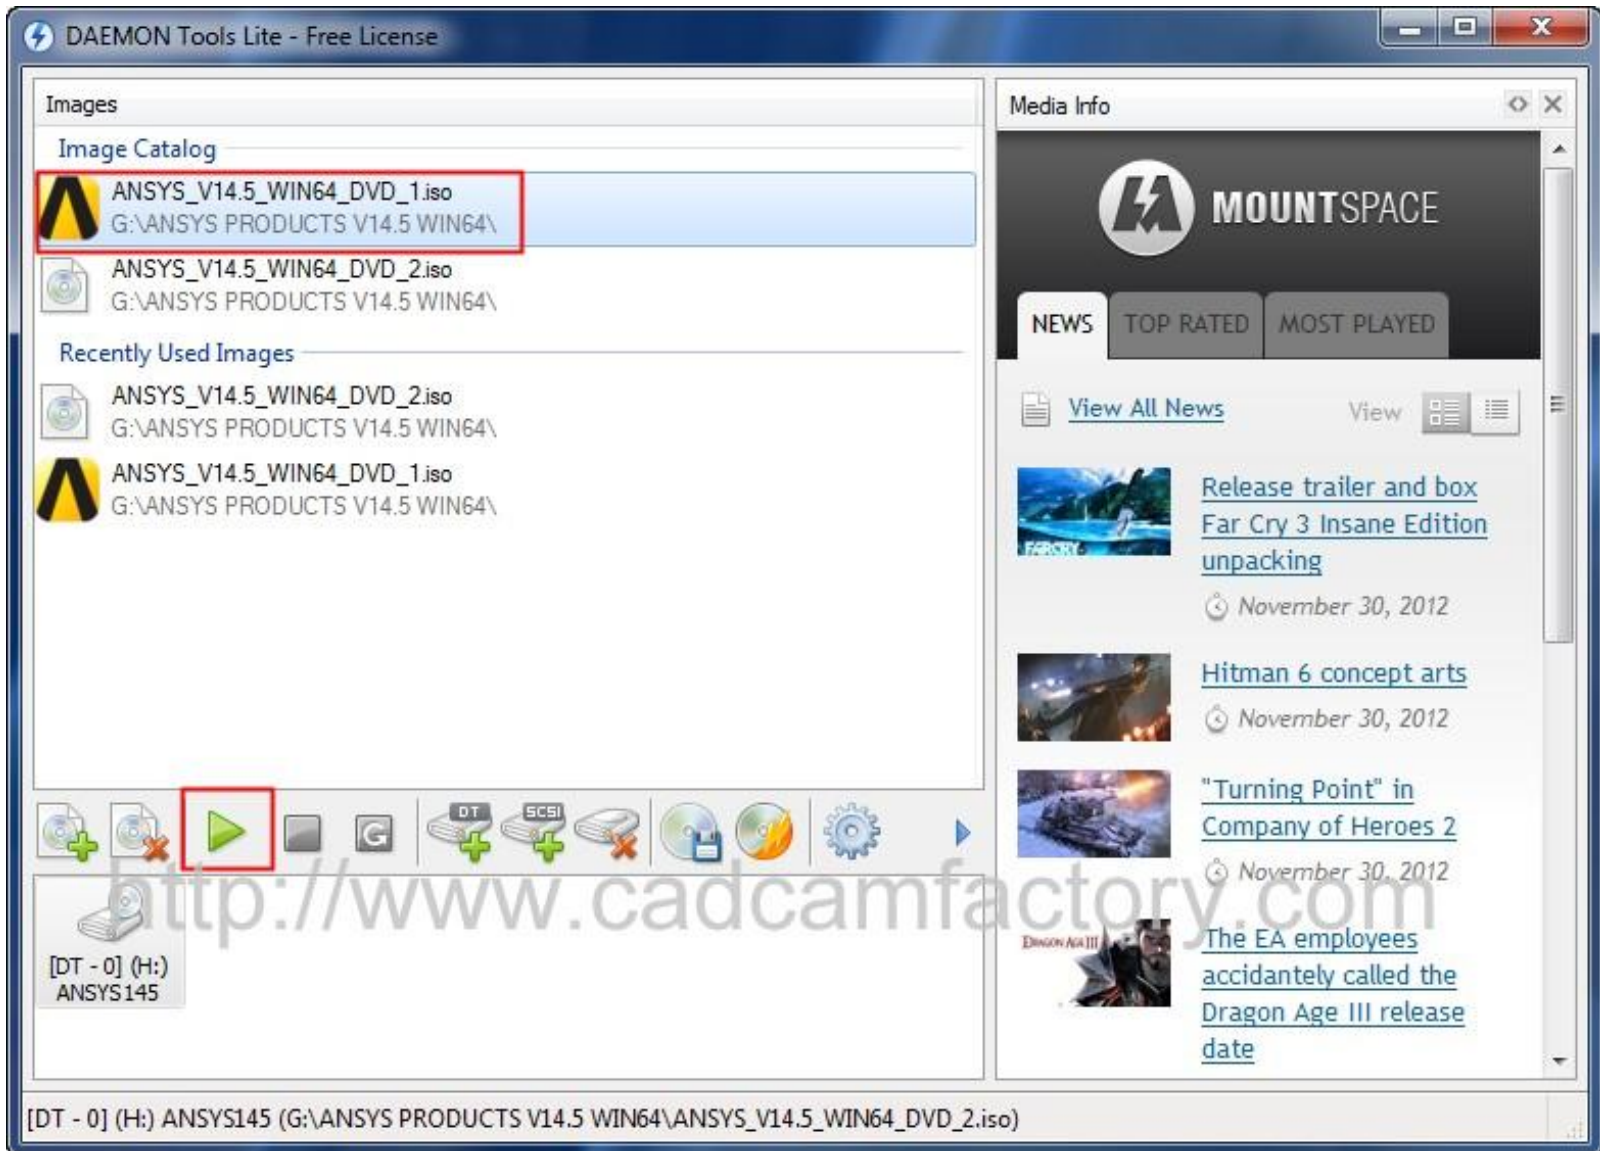 DAEMON Tools Lite - Free License
Images
Image Catalog
ANSYS_V14.5_WIN64_DVD_1.iso
G:\ANSYS PRODUCTS V14.5 WIN64\
ANSYS_V14.5_WIN64_DVD_2.iso
G:\ANSYS PRODUCTS V14.5 WIN64\
Recently Used Images
ANSYS_V14.5_WIN64_DVD_2.iso
G:\ANSYS PRODUCTS V14.5 WIN64\
ANSYS_V14.5_WIN64_DVD_1.iso
G:\ANSYS PRODUCTS V14.5 WIN64\
G
DT
SCSI
[DT - 0] (H:)
ANSYS145
Media Info
MOUNTSPACE
NEWS
TOP RATED
MOST PLAYED
View All News
View
FARCRY
Release trailer and box
Far Cry 3 Insane Edition
unpacking
November 30, 2012
Hitman 6 concept arts
November 30, 2012
"Turning Point" in
Company of Heroes 2
November 30, 2012
DRAGON AGE III
The EA employees
accidantely called the
Dragon Age III release
date
http://www.cadcamfactory.com
[DT - 0] (H:) ANSYS145 (G:\ANSYS PRODUCTS V14.5 WIN64\ANSYS_V14.5_WIN64_DVD_2.iso)